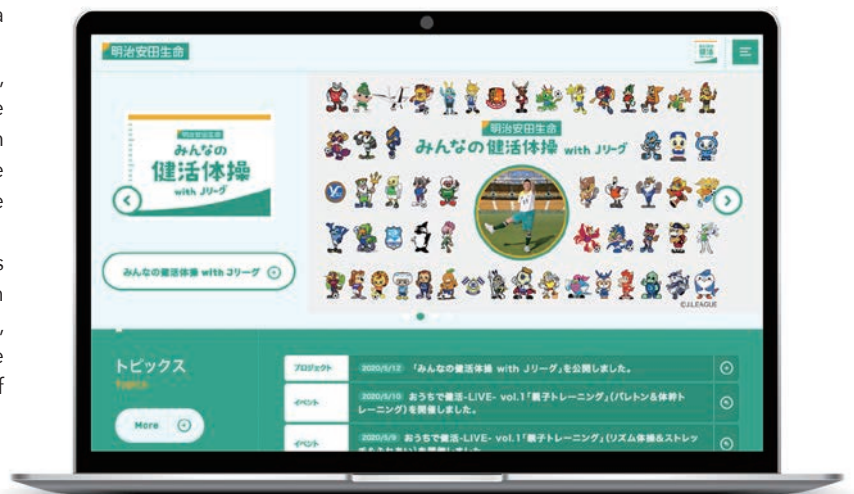 a
,
e
n
e
e
s
n
,
e
f
明治安田生命
明治安田生命
みんなの
健活体操
with Jリーグ
みんなの健活体操 with Jリーグ
明治安田生命
みんなの健活体操 with Jリーグ
©J.LEAGUE
トピックス
Topics
More
プロジェクト
2020/5/12 「みんなの健活体操 with Jリーグ」を公開しました。
イベント
2020/5/10 おうちで健活-LIVE- vol.1「親子トレーニング」(バレトン&体幹ト
レーニング)を開催しました。
イベント
2020/5/9 おうちで健活-LIVE- vol.1「親子トレーニング」(リズム体操&ストレッ